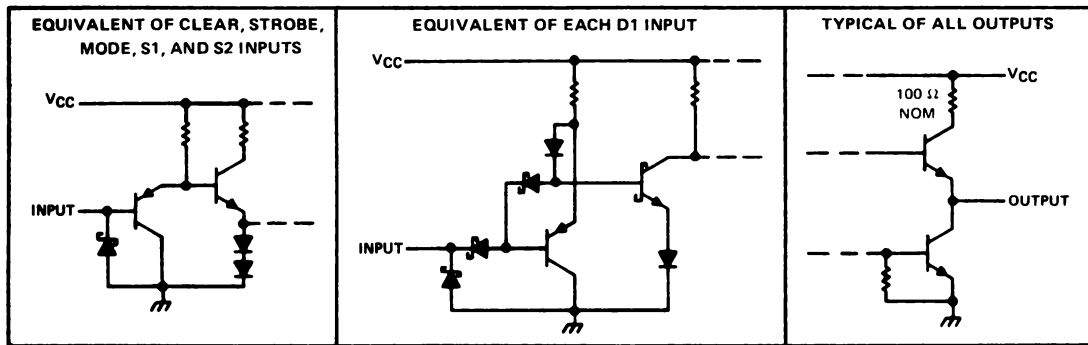 EQUIVALENT OF CLEAR, STROBE,
MODE, S1, AND S2 INPUTS
VCC
INPUT
EQUIVALENT OF EACH D1 INPUT
VCC
INPUT
TYPICAL OF ALL OUTPUTS
VCC
100 Ω
NOM
OUTPUT